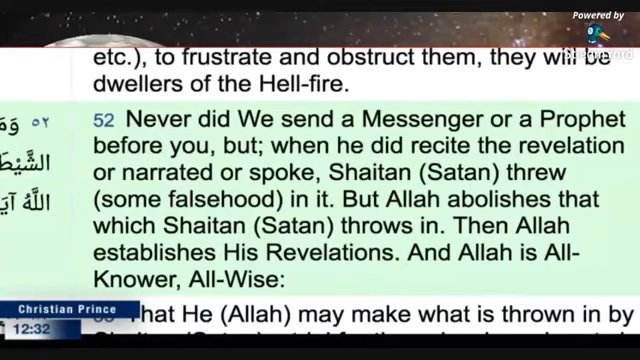 Powered by
StreamYard
etc.), to frustrate and obstruct them, they will be
dwellers of the Hell-fire.
52 Never did We send a Messenger or a Prophet
before you, but; when he did recite the revelation
or narrated or spoke, Shaitan (Satan) threw
(some falsehood) in it. But Allah abolishes that
which Shaitan (Satan) throws in. Then Allah
establishes His Revelations. And Allah is All-
Knower, All-Wise:
٥٢
اللَّهُ
That He (Allah) may make what is thrown in by
Christian Prince
12:32